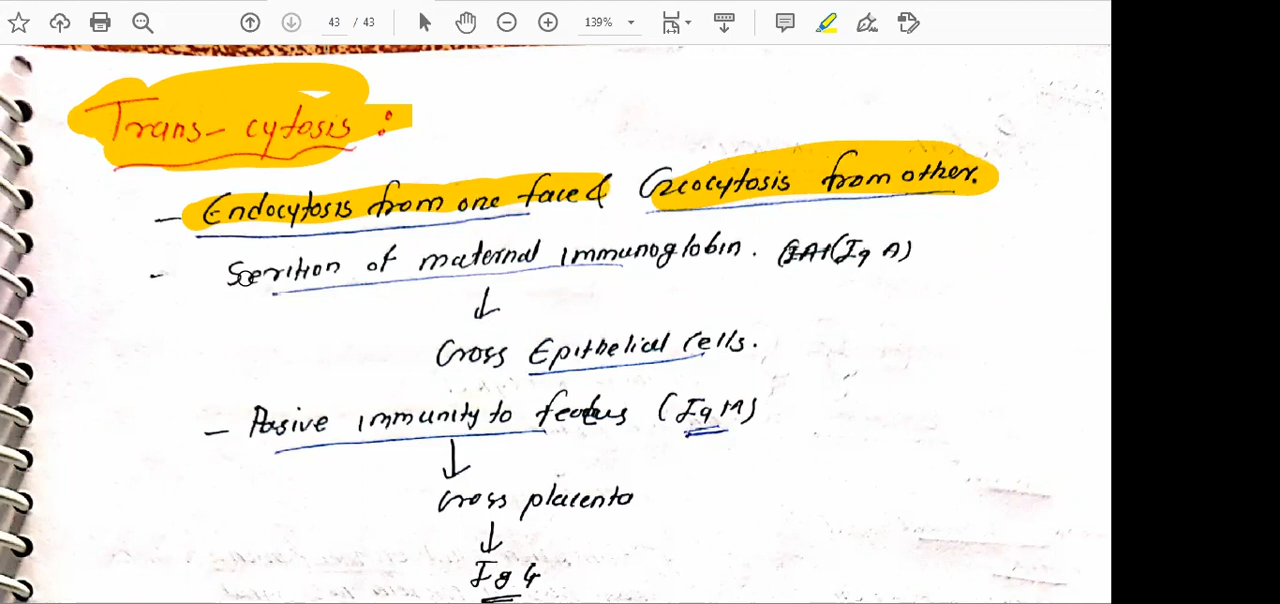 43 / 43 139%
Trans-cytosis :
- Endocytosis from one face & Exocytosis from other.
- Secrition of maternal immunoglobin. (Ig A)
↓
Cross Epithelial Cells.
- Pasive immunity to feotus (Ig M)
↓
Cross placenta
↓
Ig G